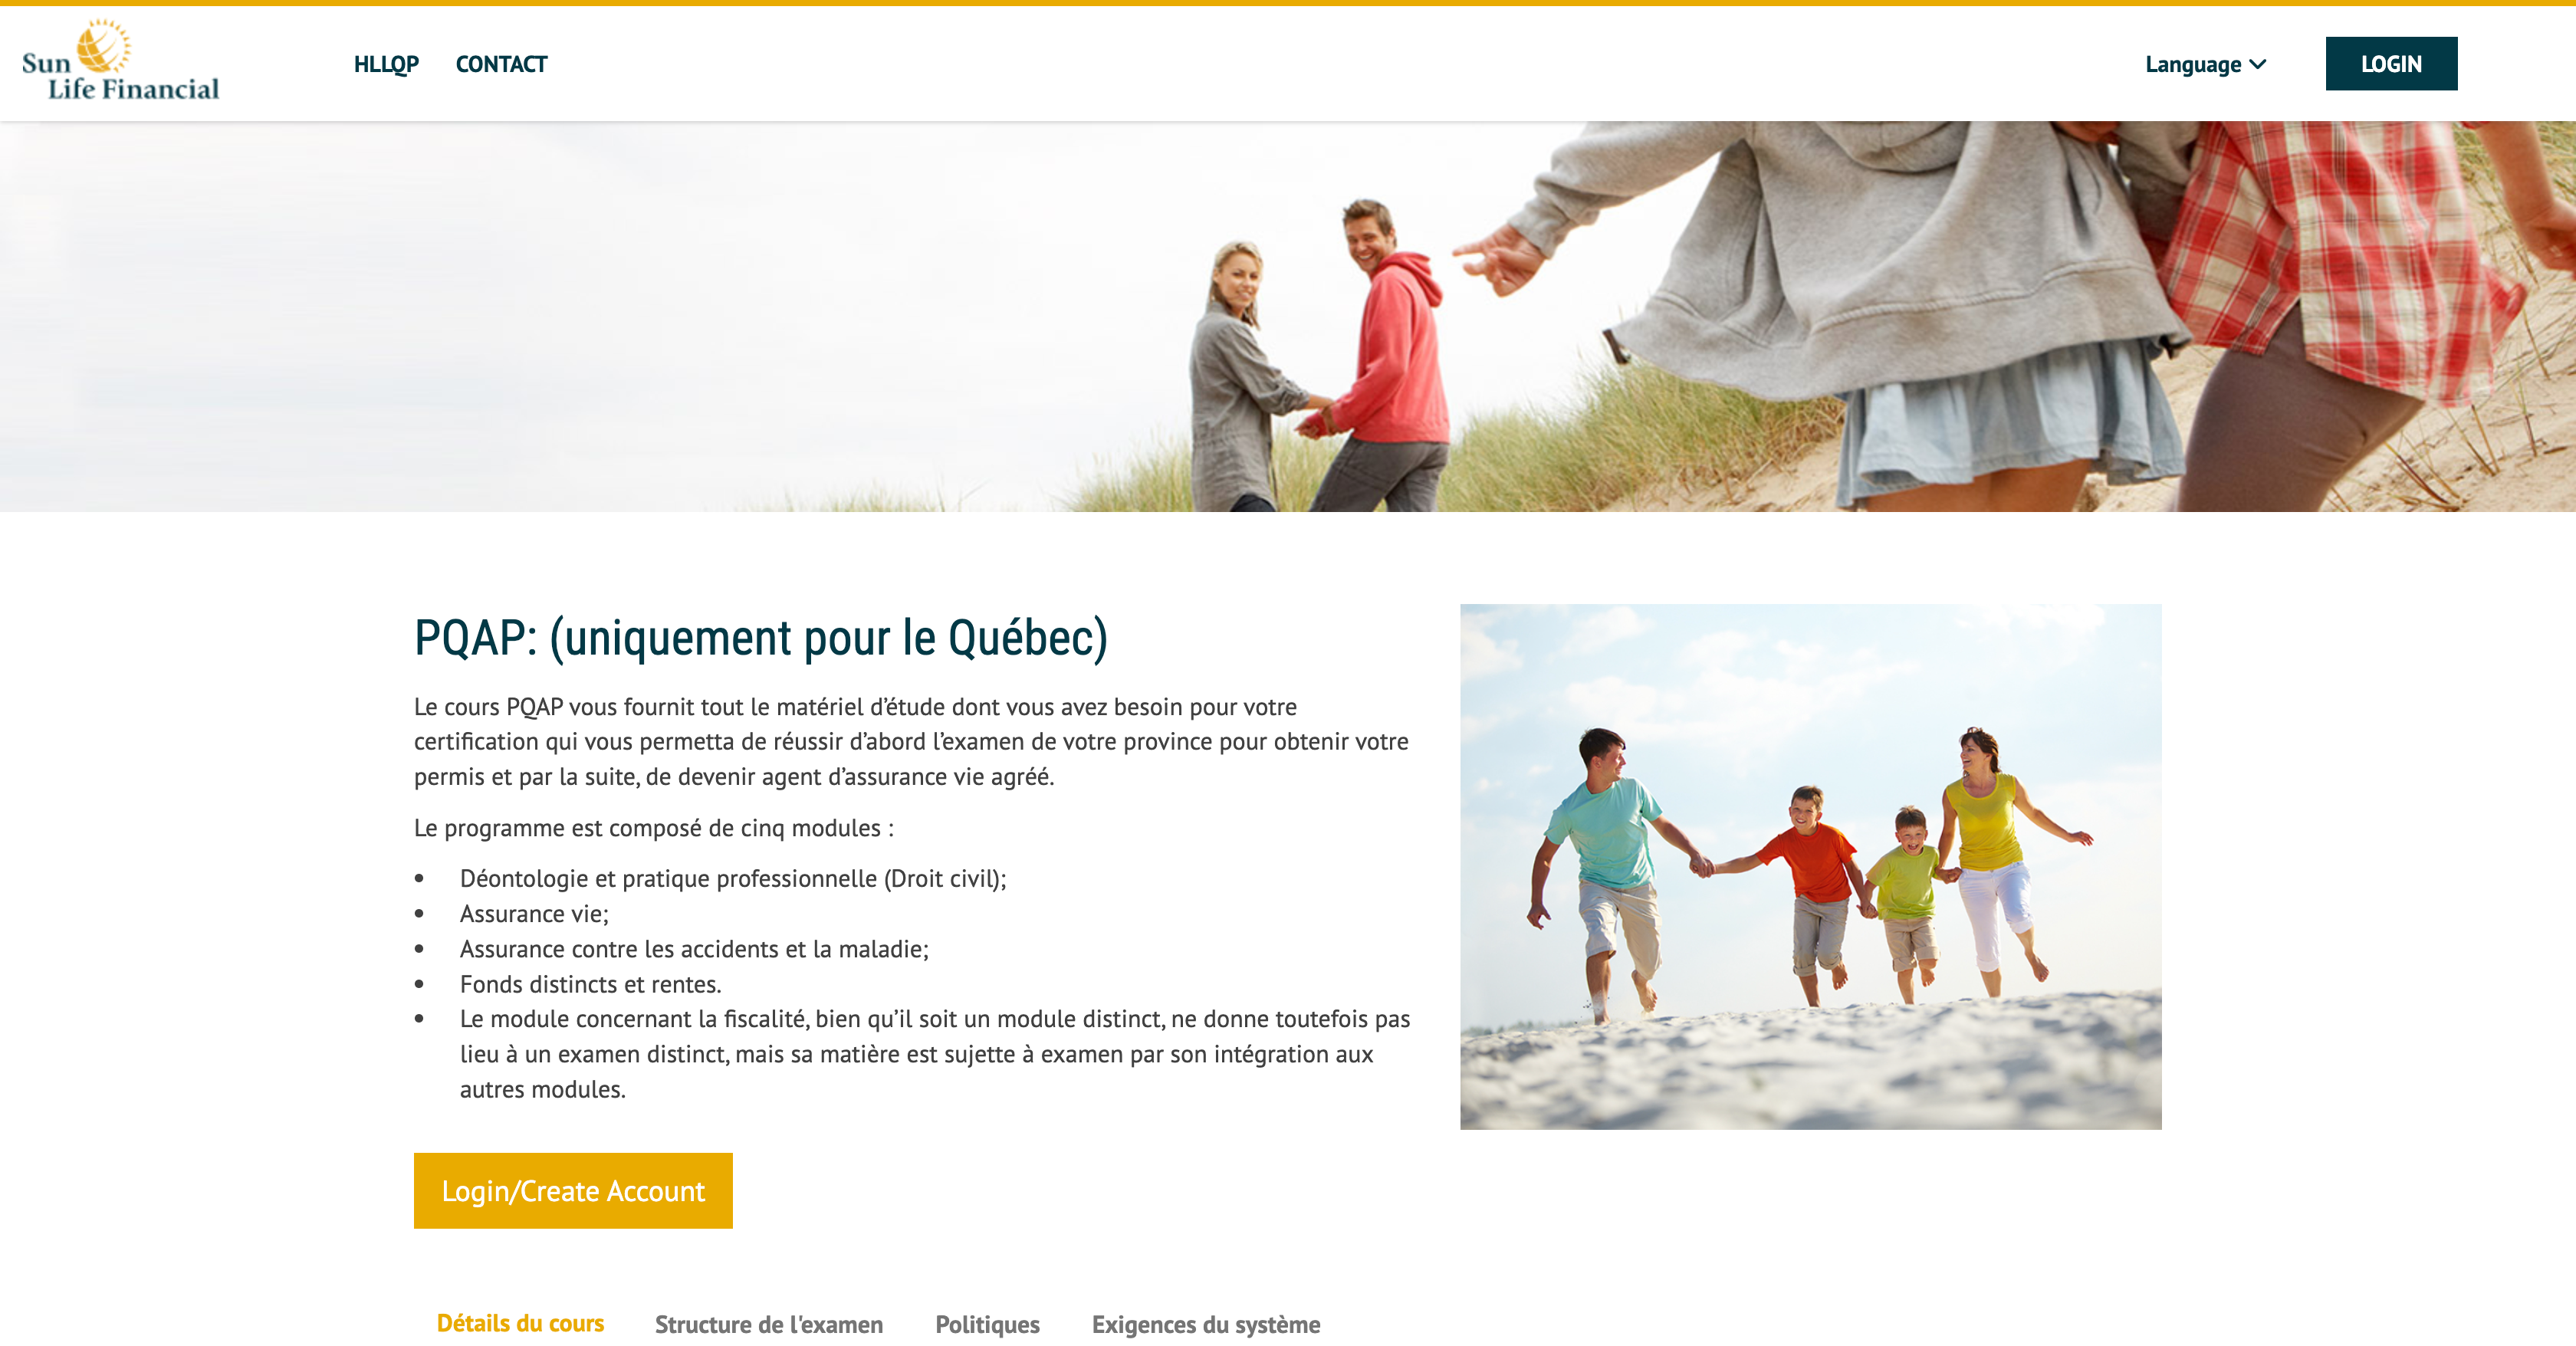 Sun
Life Financial
HLLQP
CONTACT
Language
LOGIN
PQAP: (uniquement pour le Québec)
Le cours PQAP vous fournit tout le matériel d’étude dont vous avez besoin pour votre
certification qui vous permetta de réussir d’abord l’examen de votre province pour obtenir votre
permis et par la suite, de devenir agent d’assurance vie agréé.
Le programme est composé de cinq modules :
• Déontologie et pratique professionnelle (Droit civil);
• Assurance vie;
• Assurance contre les accidents et la maladie;
• Fonds distincts et rentes.
• Le module concernant la fiscalité, bien qu’il soit un module distinct, ne donne toutefois pas
lieu à un examen distinct, mais sa matière est sujette à examen par son intégration aux
autres modules.
Login/Create Account
Détails du cours
Structure de l'examen
Politiques
Exigences du système